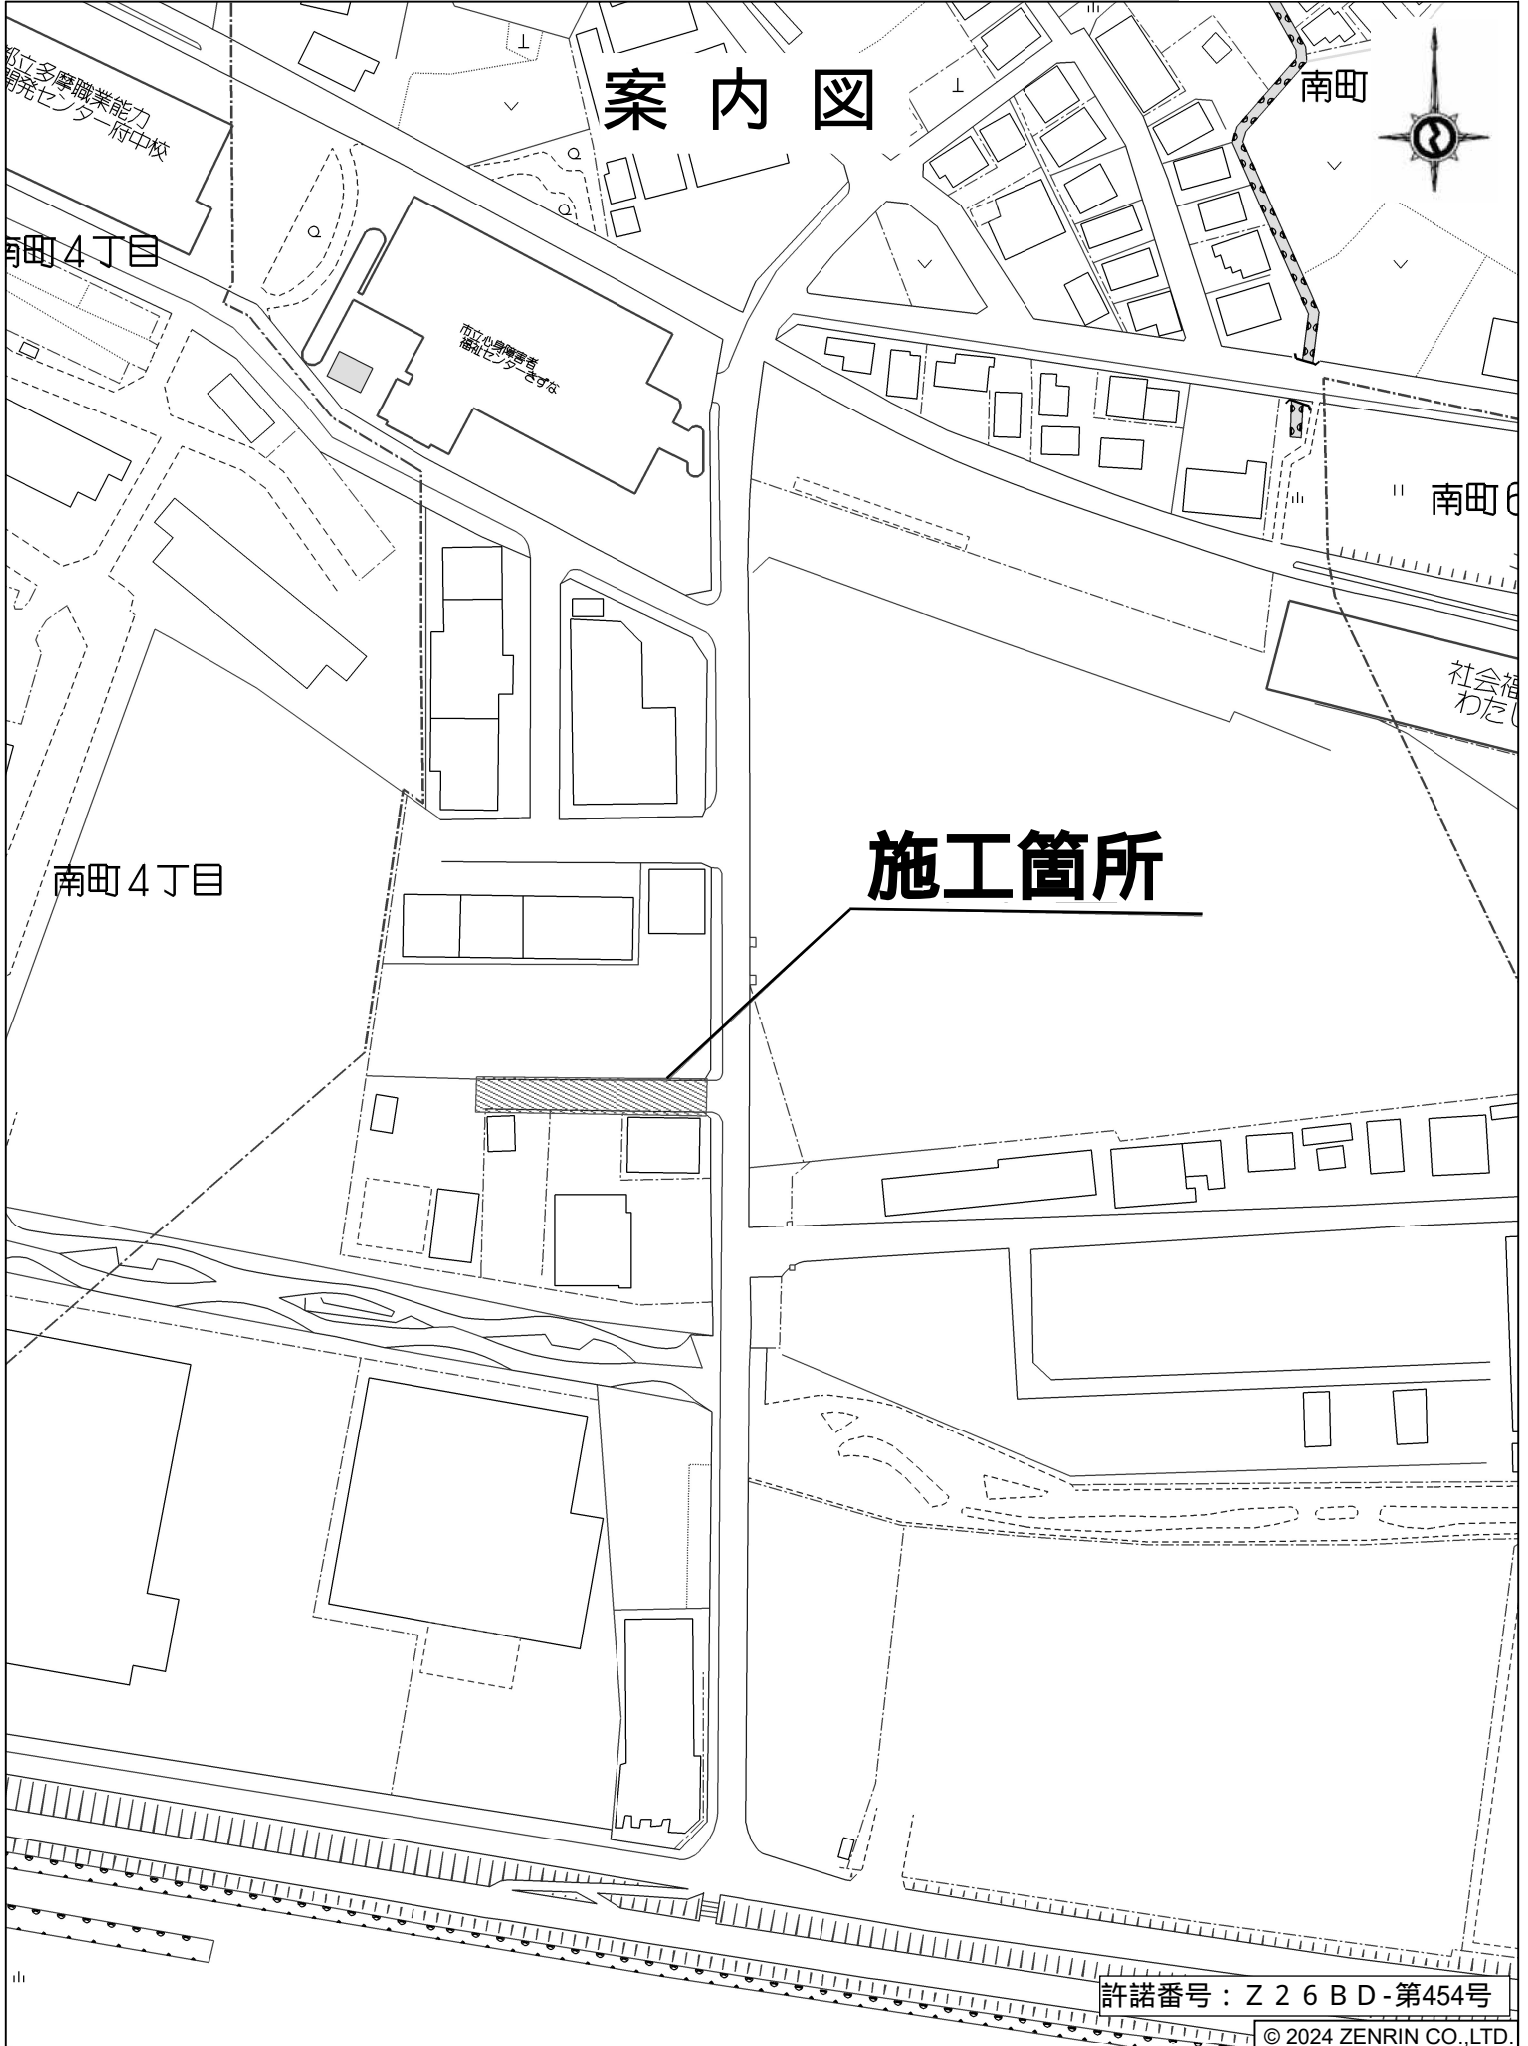 案内図
南町
都立多摩職業能力
開発センター府中校
南町4丁目
市立心身障害者
福祉センターきずな
南町6
社会福
わたし
施工箇所
南町4丁目
許諾番号：Ｚ２６ＢＤ-第454号
© 2024 ZENRIN CO.,LTD.